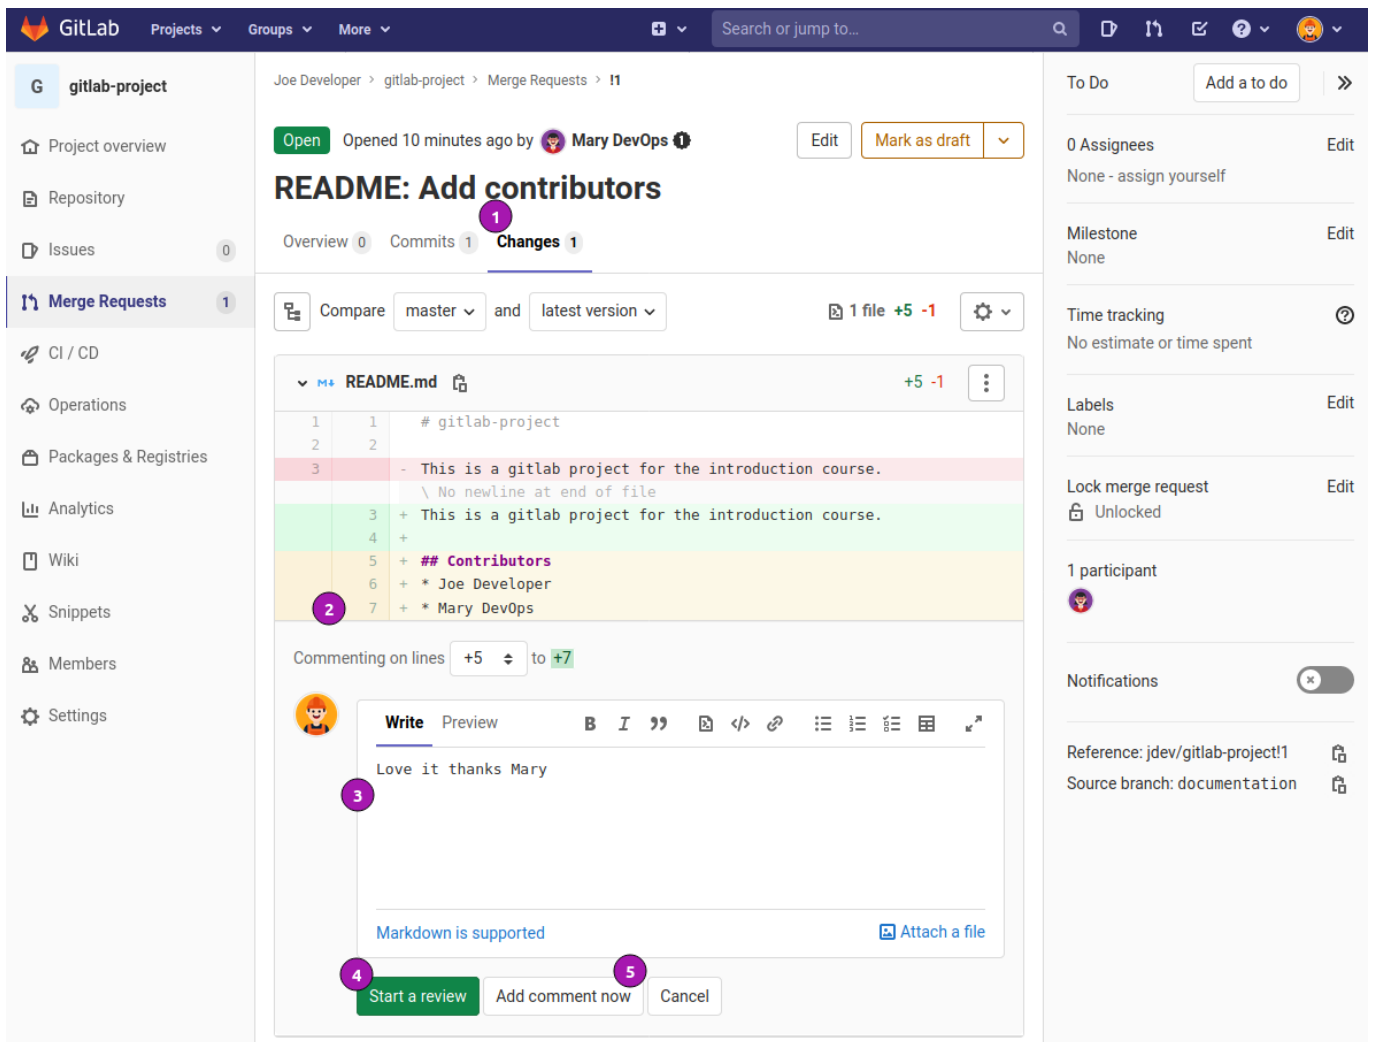 GitLab Projects Groups More Search or jump to...
G gitlab-project
Project overview
Repository
Issues 0
Merge Requests 1
CI / CD
Operations
Packages & Registries
Analytics
Wiki
Snippets
Members
Settings
Joe Developer > gitlab-project > Merge Requests > !1
Open Opened 10 minutes ago by Mary DevOps 1 Edit Mark as draft
README: Add contributors
1
Overview 0 Commits 1 Changes 1
Compare master and latest version 1 file +5 -1
README.md +5 -1
1 1 # gitlab-project
2 2
3 - This is a gitlab project for the introduction course.
\ No newline at end of file
3 + This is a gitlab project for the introduction course.
4 +
5 + ## Contributors
6 + * Joe Developer
2 7 + * Mary DevOps
Commenting on lines +5 to +7
Write Preview
Love it thanks Mary
3
Markdown is supported Attach a file
4 5
Start a review Add comment now Cancel
To Do Add a to do
0 Assignees Edit
None - assign yourself
Milestone Edit
None
Time tracking
No estimate or time spent
Labels Edit
None
Lock merge request Edit
Unlocked
1 participant
Notifications
Reference: jdev/gitlab-project!1
Source branch: documentation